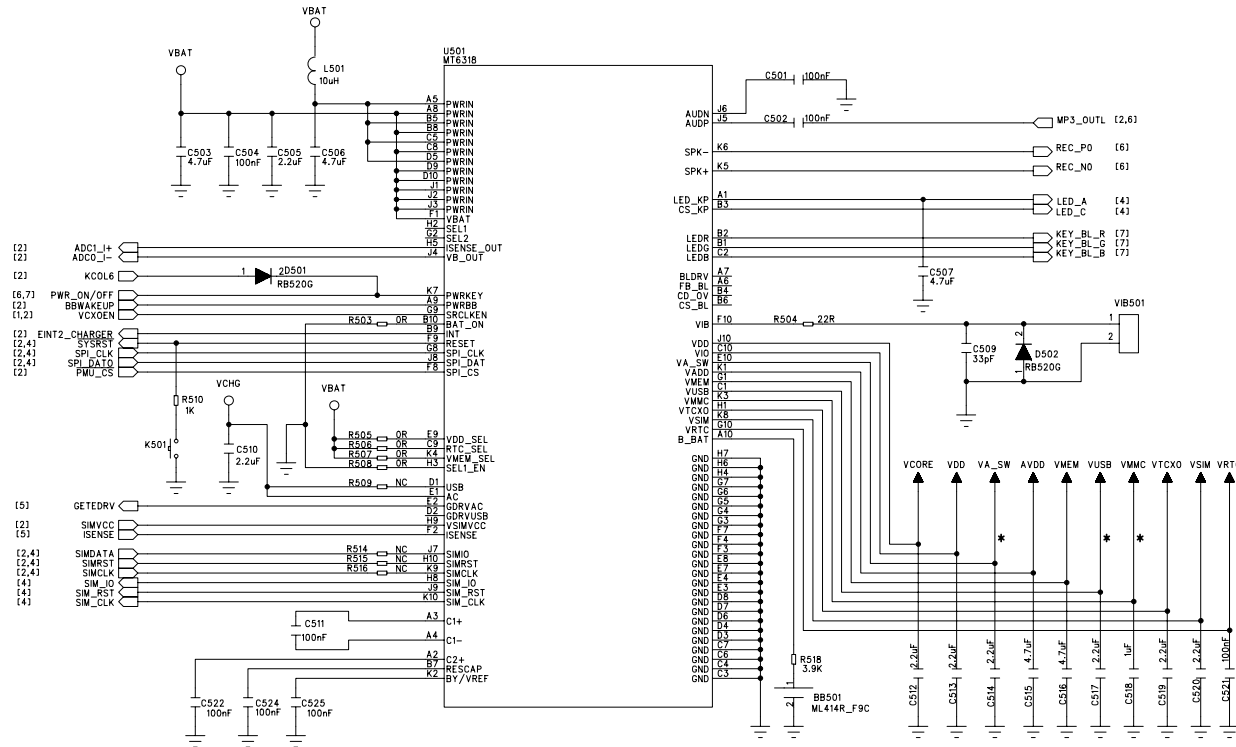 VBAT
VBAT
L501
10uH
C503
4.7uF
C504
100nF
C505
2.2uF
C506
4.7uF
U501
MT6318
A5 PWRIN
A8 PWRIN
B5 PWRIN
B8 PWRIN
C5 PWRIN
C8 PWRIN
D5 PWRIN
D9 PWRIN
D10 PWRIN
J1 PWRIN
J2 PWRIN
J3 PWRIN
F1 VBAT
H2 SEL1
G2 SEL2
[2] ADC1_I+ H5 ISENSE_OUT
[2] ADC0_I- J4 VB_OUT
[2] KCOL6 1 2 D501
RB520G
[6,7] PWR_ON/OFF K7 PWRKEY
[2] BBWAKEUP A9 PWRBB
[1,2] VCXOEN G9 SRCLKEN
R503 0R B10 BAT_ON
[2] EINT2_CHARGER B9 INT
[2,4] SYSRST F9 RESET
[2,4] SPI_CLK G8 SPI_CLK
[2,4] SPI_DATO J8 SPI_DAT
[2] PMU_CS F8 SPI_CS
R510
1K
K501
VCHG
C510
2.2uF
VBAT
R505 0R E9 VDD_SEL
R506 0R C9 RTC_SEL
R507 0R K4 VMEM_SEL
R508 0R H3 SEL1_EN
R509 NC D1 USB
E1 AC
[5] GETEDRV E2 GDRVAC
D2 GDRVUSB
[2] SIMVCC H9 VSIMVCC
[5] ISENSE F2 ISENSE
[2,4] SIMDATA R514 NC J7 SIMIO
[2,4] SIMRST R515 NC H10 SIMRST
[2,4] SIMCLK R516 NC K9 SIMCLK
[4] SIM_IO H8 SIM_IO
[4] SIM_RST J9 SIM_RST
[4] SIM_CLK K10 SIM_CLK
C511
100nF
A3 C1+
A4 C1-
A2 C2+
B7 RESCAP
K2 BY/VREF
C522
100nF
C524
100nF
C525
100nF
C501 100nF
AUDN J6
C502 100nF
AUDP J5 MP3_OUTL [2,6]
SPK- K6 REC_P0 [6]
SPK+ K5 REC_N0 [6]
LED_KP A1 LED_A [4]
CS_KP B3 LED_C [4]
LEDR B2 KEY_BL_R [7]
LEDG B1 KEY_BL_G [7]
LEDB C2 KEY_BL_B [7]
BLDRV A7
FB_BL A6
CD_OV B4
CS_BL B6
C507
4.7uF
VIB F10 R504 22R
VIB501
1
2
C509
33pF
2
D502
1
RB520G
VDD J10
VIO C10
VA_SW E10
VADD K1
VMEM G1
VUSB C1
VMMC K3
VTCXO H1
VSIM K8
VRTC G10
B_BAT A10
GND H7
GND H6
GND H4
GND G7
GND G6
GND G5
GND G4
GND G3
GND F7
GND F4
GND F3
GND E8
GND E7
GND E4
GND E3
GND D8
GND D7
GND D6
GND D4
GND D3
GND C7
GND C6
GND C4
GND C3
R518
3.9K
1
2
BB501
ML414R_F9C
VCORE VDD VA_SW AVDD VMEM VUSB VMMC VTCXO VSIM VRTC
* * *
2.2uF 2.2uF 2.2uF 4.7uF 4.7uF 2.2uF 1uF 2.2uF 2.2uF 100nF
C512 C513 C514 C515 C516 C517 C518 C519 C520 C521